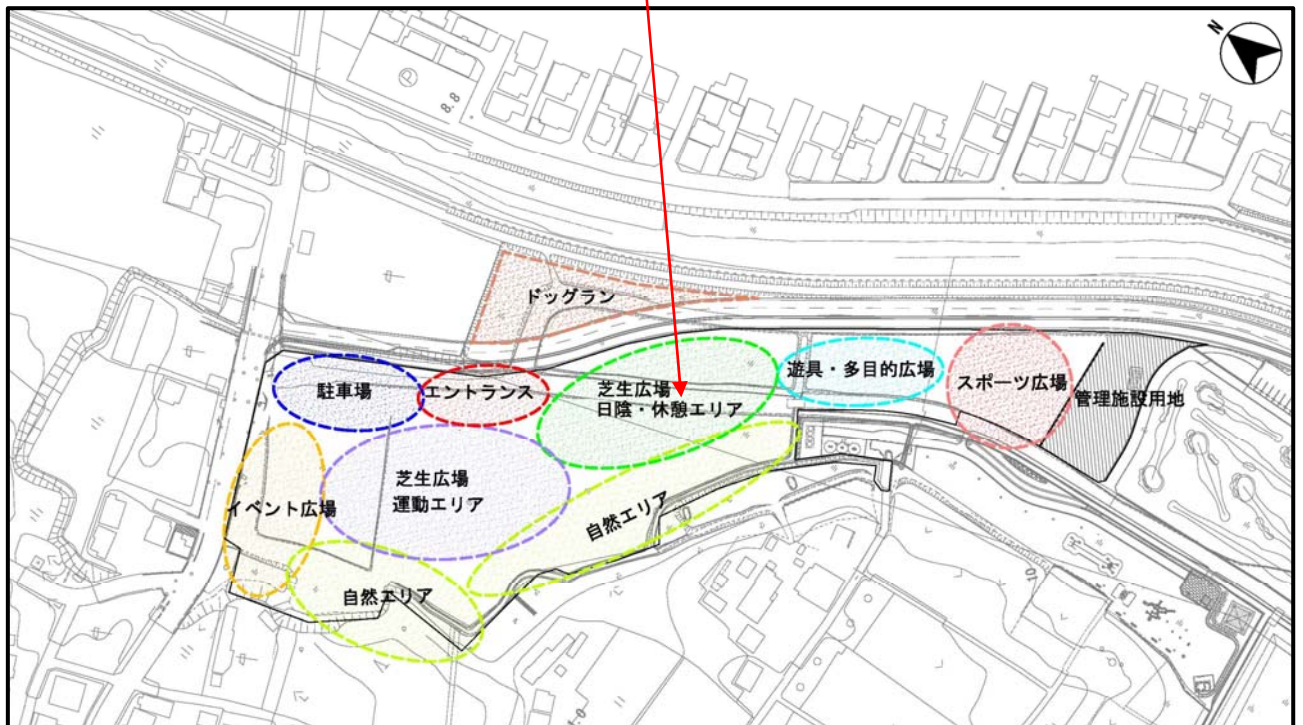 N
P
8.8
ドッグラン
駐車場
エントランス
芝生広場
日陰・休憩エリア
遊具・多目的広場
スポーツ広場
管理施設用地
イベント広場
芝生広場
運動エリア
自然エリア
自然エリア